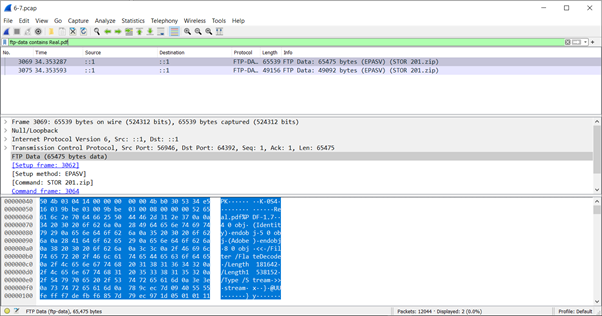 6-7.pcap
File Edit View Go Capture Analyze Statistics Telephony Wireless Tools Help
ftp-data contains Real.pdf
No. Time Source Destination Protocol Length Info
3069 34.353287 ::1 ::1 FTP-DA… 65539 FTP Data: 65475 bytes (EPASV) (STOR 201.zip)
3075 34.353593 ::1 ::1 FTP-DA… 49156 FTP Data: 49092 bytes (EPASV) (STOR 201.zip)
Frame 3069: 65539 bytes on wire (524312 bits), 65539 bytes captured (524312 bits)
Null/Loopback
Internet Protocol Version 6, Src: ::1, Dst: ::1
Transmission Control Protocol, Src Port: 56946, Dst Port: 64392, Seq: 1, Ack: 1, Len: 65475
FTP Data (65475 bytes data)
[Setup frame: 3062]
[Setup method: EPASV]
[Command: STOR 201.zip]
Command frame: 3064
00000040 50 4b 03 04 14 00 00 00 00 00 4b b0 30 53 34 e5 PK······ ··K·0S4·
00000050 16 03 9b be 03 00 9b be 03 00 08 00 00 00 52 65 ········ ······Re
00000060 61 6c 2e 70 64 66 25 50 44 46 2d 31 2e 37 0a 0a al.pdf%P DF-1.7··
00000070 34 20 30 20 6f 62 6a 0a 28 49 64 65 6e 74 69 74 4 0 obj· (Identit
00000080 79 29 0a 65 6e 64 6f 62 6a 0a 35 20 30 20 6f 62 y)·endob j·5 0 ob
00000090 6a 0a 28 41 64 6f 62 65 29 0a 65 6e 64 6f 62 6a j·(Adobe )·endobj
000000a0 0a 38 20 30 20 6f 62 6a 0a 3c 3c 0a 2f 46 69 6c ·8 0 obj ·<<·/Fil
000000b0 74 65 72 20 2f 46 6c 61 74 65 44 65 63 6f 64 65 ter /Fla teDecode
000000c0 0a 2f 4c 65 6e 67 74 68 20 31 38 31 36 34 32 0a ·/Length 181642·
000000d0 2f 4c 65 6e 67 74 68 31 20 35 33 38 31 35 32 0a /Length1 538152·
000000e0 2f 54 79 70 65 20 2f 53 74 72 65 61 6d 0a 3e 3e /Type /S tream·>>
000000f0 0a 73 74 72 65 61 6d 0a 78 9c ec 7d 09 40 55 55 ·stream· x··}·@UU
00000100 fe ff f7 de fb f6 85 7d 79 ec 97 1d 05 01 01 11 ·······} y·······
FTP Data (ftp-data), 65,475 bytes
Packets: 12044 · Displayed: 2 (0.0%)
Profile: Default